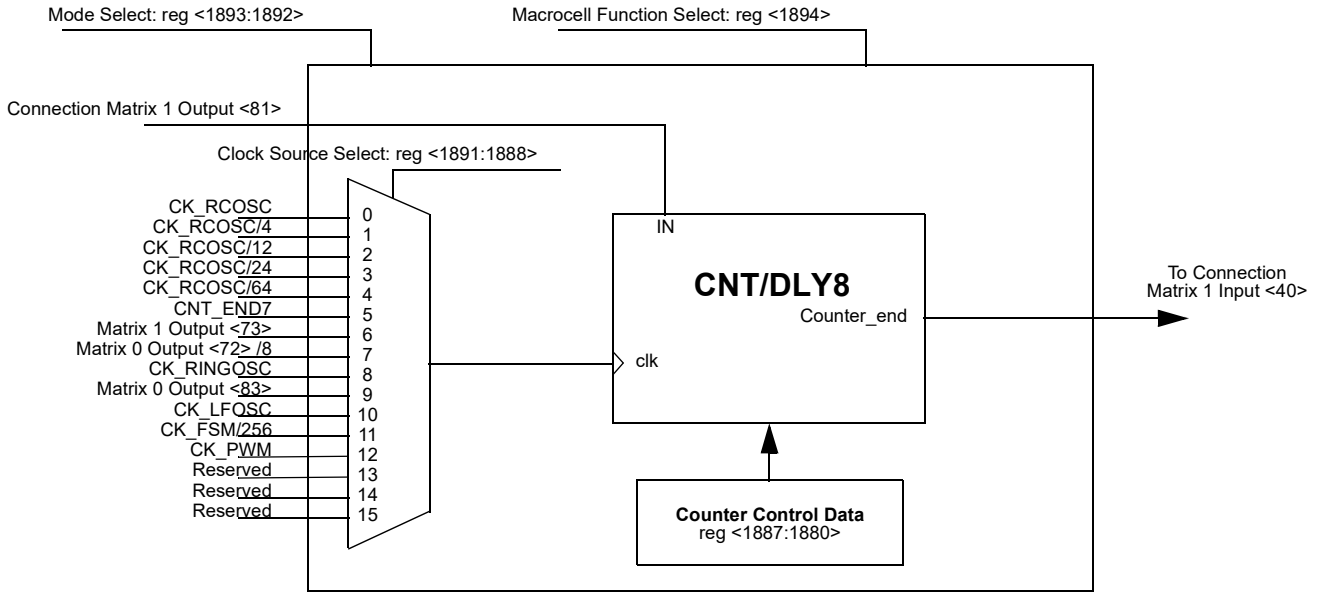 Mode Select: reg <1893:1892>
Macrocell Function Select: reg <1894>
Connection Matrix 1 Output <81>
Clock Source Select: reg <1891:1888>
CK_RCOSC
0
CK_RCOSC/4
1
CK_RCOSC/12
2
CK_RCOSC/24
3
CK_RCOSC/64
4
CNT_END7
5
Matrix 1 Output <73>
6
Matrix 0 Output <72> /8
7
CK_RINGOSC
8
Matrix 0 Output <83>
9
CK_LFOSC
10
CK_FSM/256
11
CK_PWM
12
Reserved
13
Reserved
14
Reserved
15
IN
CNT/DLY8
Counter_end
clk
To Connection
Matrix 1 Input <40>
Counter Control Data
reg <1887:1880>